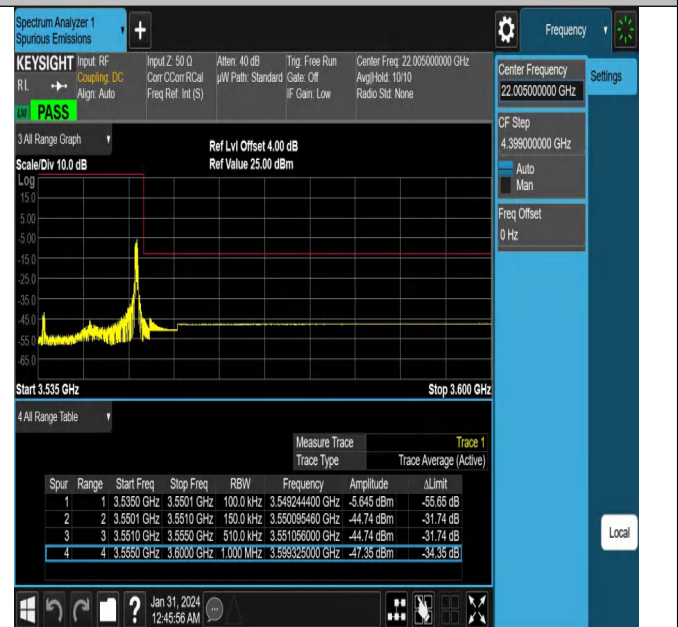 Spectrum Analyzer 1
Spurious Emissions
+
Frequency
KEYSIGHT Input: RF Input Z: 50 Ω Atten: 40 dB Trig: Free Run Center Freq: 22.005000000 GHz
RL Coupling: DC Corr CCorr RCal µW Path: Standard Gate: Off Avg|Hold: 10/10
Align: Auto Freq Ref: Int (S) IF Gain: Low Radio Std: None
PASS
Center Frequency
22.005000000 GHz
Settings
CF Step
4.399000000 GHz
Auto
Man
Freq Offset
0 Hz
3 All Range Graph
Ref Lvl Offset 4.00 dB
Scale/Div 10.0 dB Ref Value 25.00 dBm
Log
15.0
5.00
-5.00
-15.0
-25.0
-35.0
-45.0
-55.0
-65.0
Start 3.535 GHz Stop 3.600 GHz
4 All Range Table
Measure Trace Trace 1
Trace Type Trace Average (Active)
Spur Range Start Freq Stop Freq RBW Frequency Amplitude ΔLimit
1 1 3.5350 GHz 3.5501 GHz 100.0 kHz 3.549244400 GHz -5.645 dBm -55.65 dB
2 2 3.5501 GHz 3.5510 GHz 150.0 kHz 3.550095460 GHz -44.74 dBm -31.74 dB
3 3 3.5510 GHz 3.5550 GHz 510.0 kHz 3.551056000 GHz -44.74 dBm -31.74 dB
4 4 3.5550 GHz 3.6000 GHz 1.000 MHz 3.599325000 GHz -47.35 dBm -34.35 dB
Local
? Jan 31, 2024
12:45:56 AM